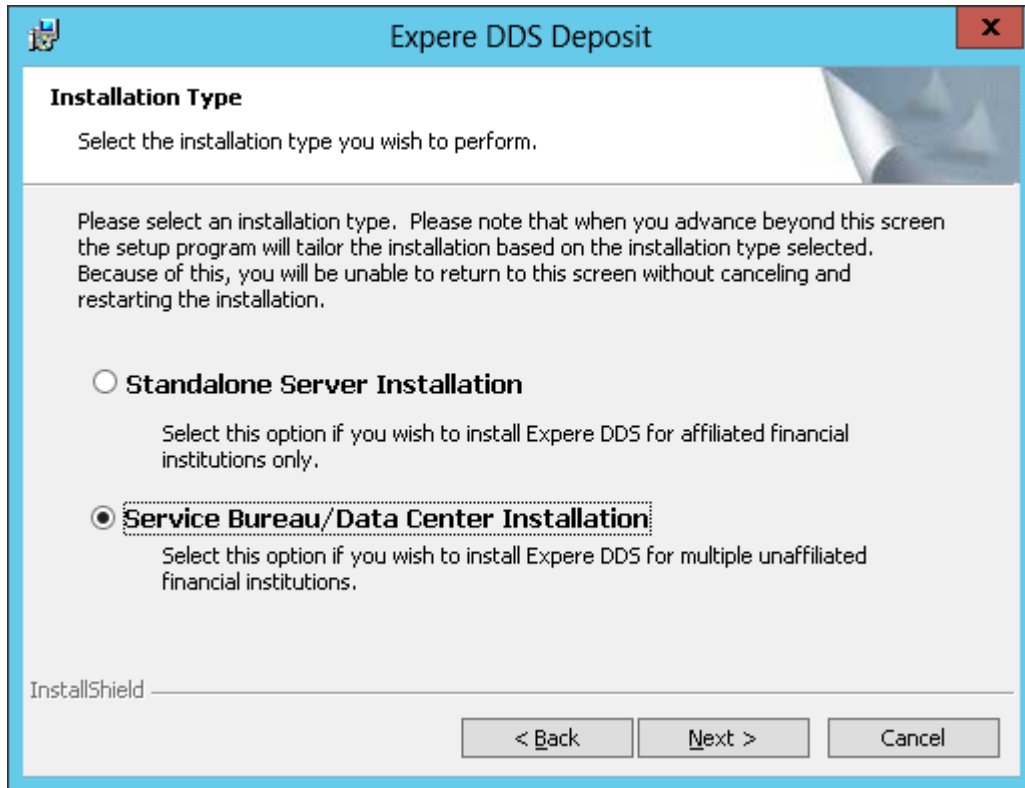 Expere DDS Deposit
x
Installation Type
Select the installation type you wish to perform.
Please select an installation type.  Please note that when you advance beyond this screen
the setup program will tailor the installation based on the installation type selected.
Because of this, you will be unable to return to this screen without canceling and
restarting the installation.
Standalone Server Installation
Select this option if you wish to install Expere DDS for affiliated financial
institutions only.
Service Bureau/Data Center Installation
Select this option if you wish to install Expere DDS for multiple unaffiliated
financial institutions.
InstallShield
< Back
Next >
Cancel